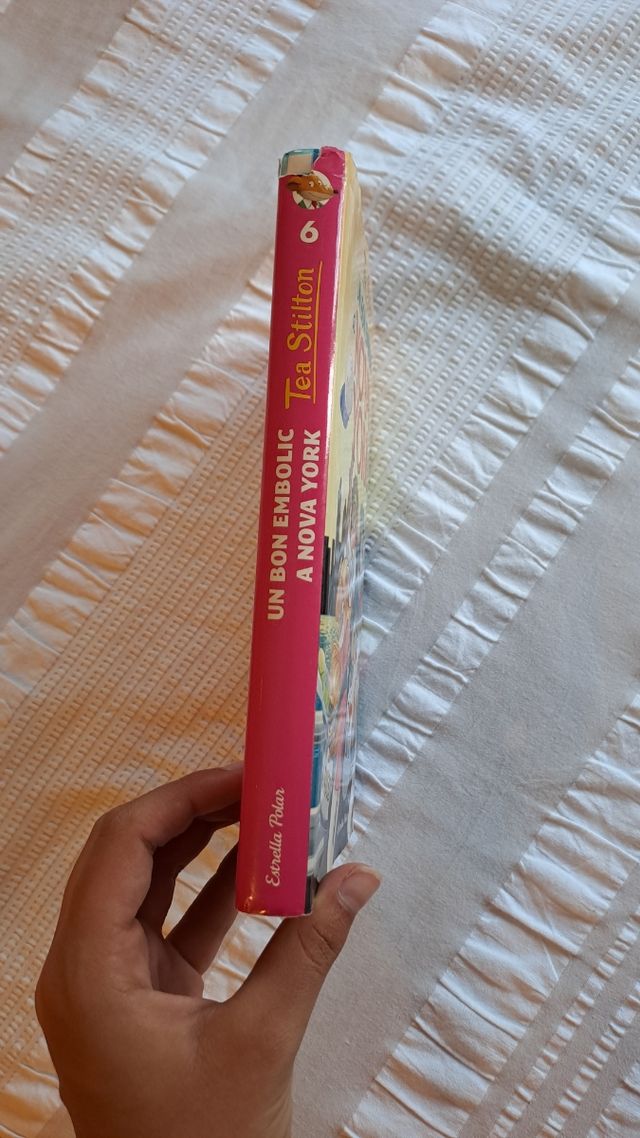 6
Tea Stilton
UN BON EMBOLIC
A NOVA YORK
Estrella Polar